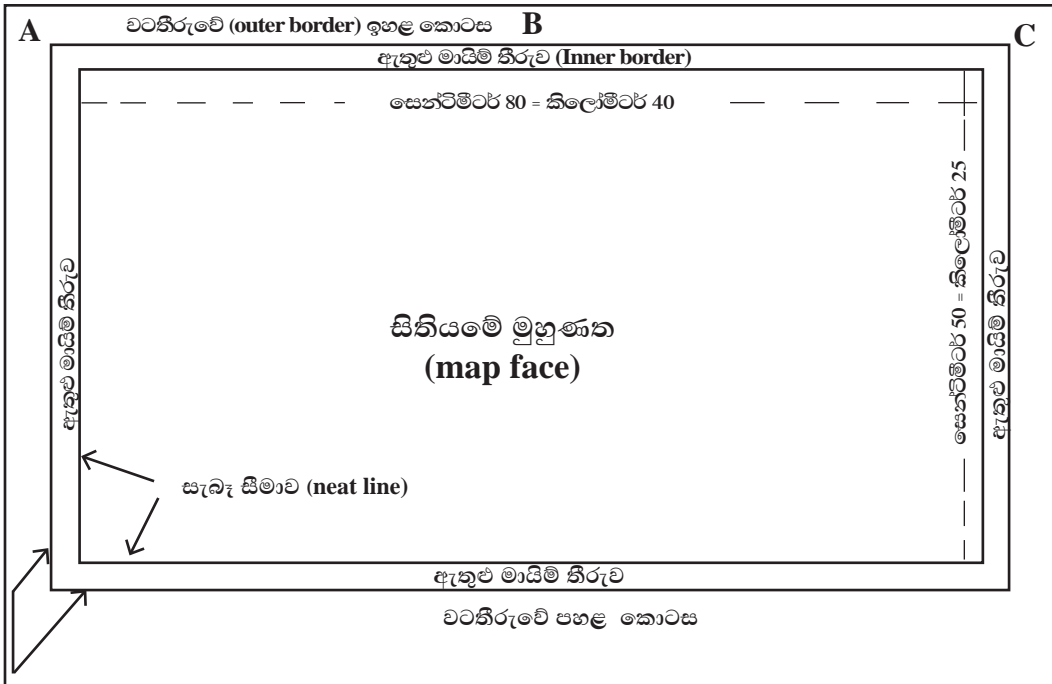 A වටතීරුවේ (outer border) ඉහළ කොටස B C
ඇතුළු මායිම් තීරුව (Inner border)
සෙන්ටිමීටර් 80 = කිලෝමීටර් 40
සෙන්ටිමීටර් 50 = කිලෝමීටර් 25
ඇතුළු මායිම් තීරුව
ඇතුළු මායිම් තීරුව
සිතියමේ මුහුණත
(map face)
සැබෑ සීමාව (neat line)
ඇතුළු මායිම් තීරුව
වටතීරුවේ පහළ කොටස